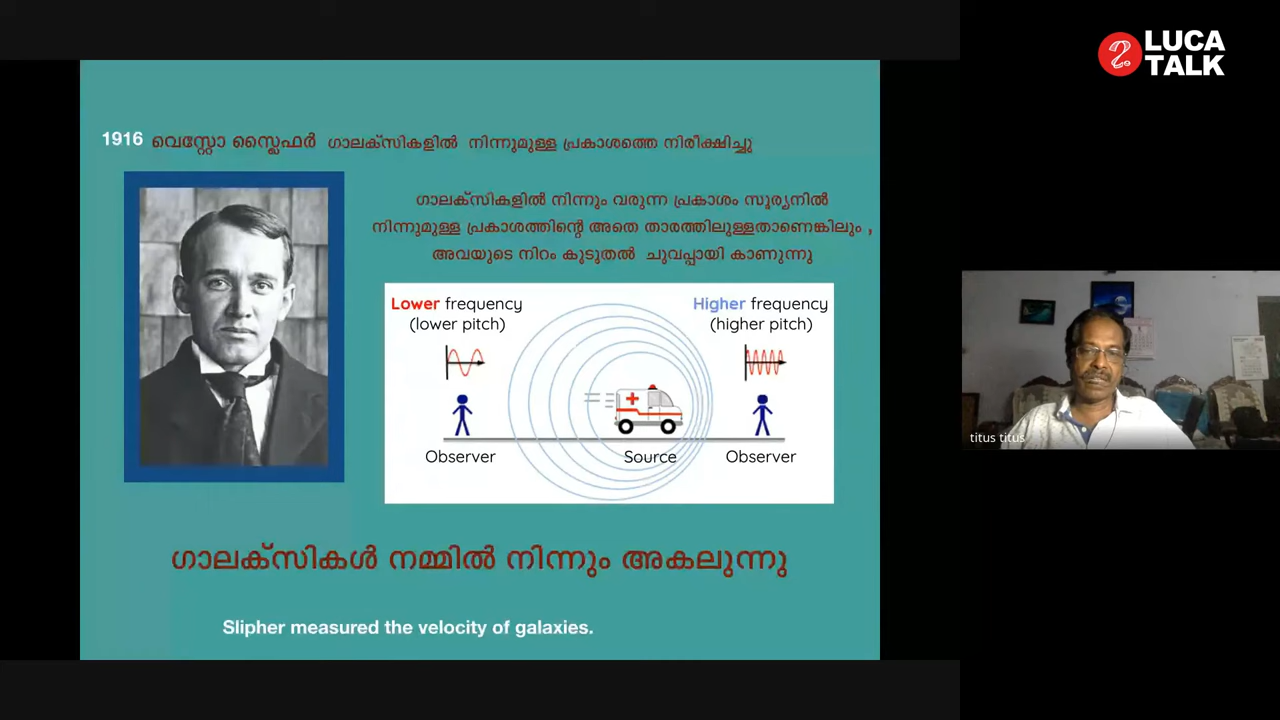 LUCA
TALK
1916 വെസ്റ്റോ സ്ലൈഫർ ഗാലക്സികളിൽ നിന്നുമുള്ള പ്രകാശത്തെ നിരീക്ഷിച്ചു
ഗാലക്സികളിൽ നിന്നും വരുന്ന പ്രകാശം സൂര്യനിൽ
നിന്നുമുള്ള പ്രകാശത്തിന്റെ അതെ താരത്തിലുള്ളതാണെങ്കിലും ,
അവയുടെ നിറം കൂടുതൽ ചുവപ്പായി കാണുന്നു
Lower frequency
(lower pitch)
Higher frequency
(higher pitch)
Observer
Source
Observer
ഗാലക്സികൾ നമ്മിൽ നിന്നും അകലുന്നു
Slipher measured the velocity of galaxies.
titus titus